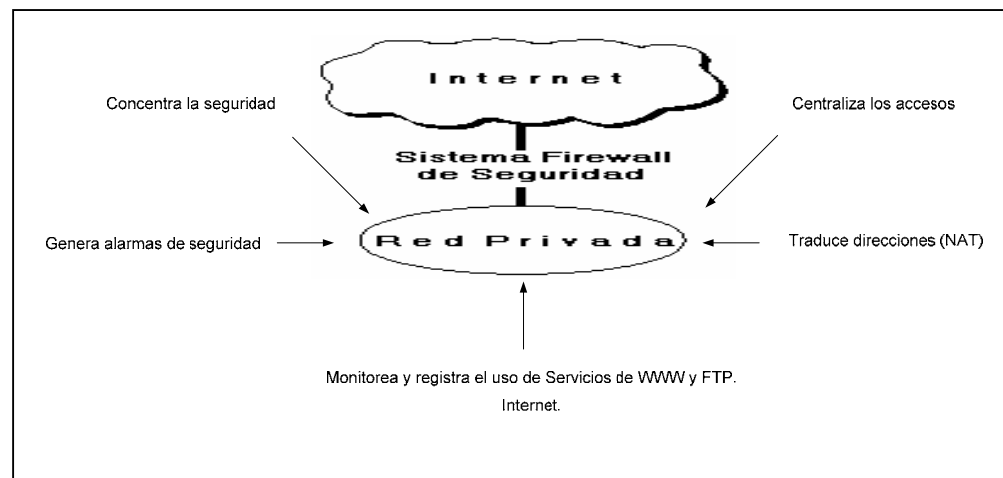 Internet
Concentra la seguridad
Centraliza los accesos
Sistema Firewall
de Seguridad
Genera alarmas de seguridad
Red Privada
Traduce direcciones (NAT)
Monitorea y registra el uso de Servicios de WWW y FTP.
Internet.